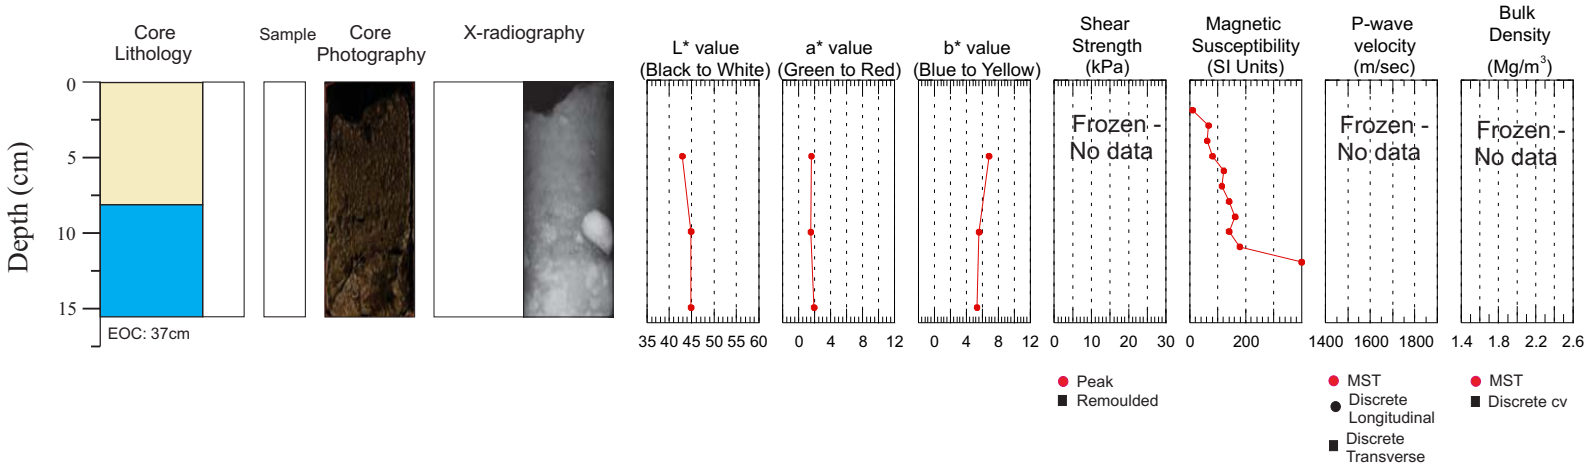 Core
Lithology
Sample
Core
Photography
X-radiography
L* value
(Black to White)
a* value
(Green to Red)
b* value
(Blue to Yellow)
Shear
Strength
(kPa)
Magnetic
Susceptibility
(SI Units)
P-wave
velocity
(m/sec)
Bulk
Density
(Mg/m³)
Depth (cm)
0
5
10
15
EOC: 37cm
Frozen -
No data
Frozen -
No data
Frozen -
No data
35 40 45 50 55 60
0 4 8 12
0 4 8 12
0 10 20 30
0 200
1400 1600 1800
1.4 1.8 2.2 2.6
Peak
Remoulded
MST
Discrete
Longitudinal
Discrete
Transverse
MST
Discrete cv